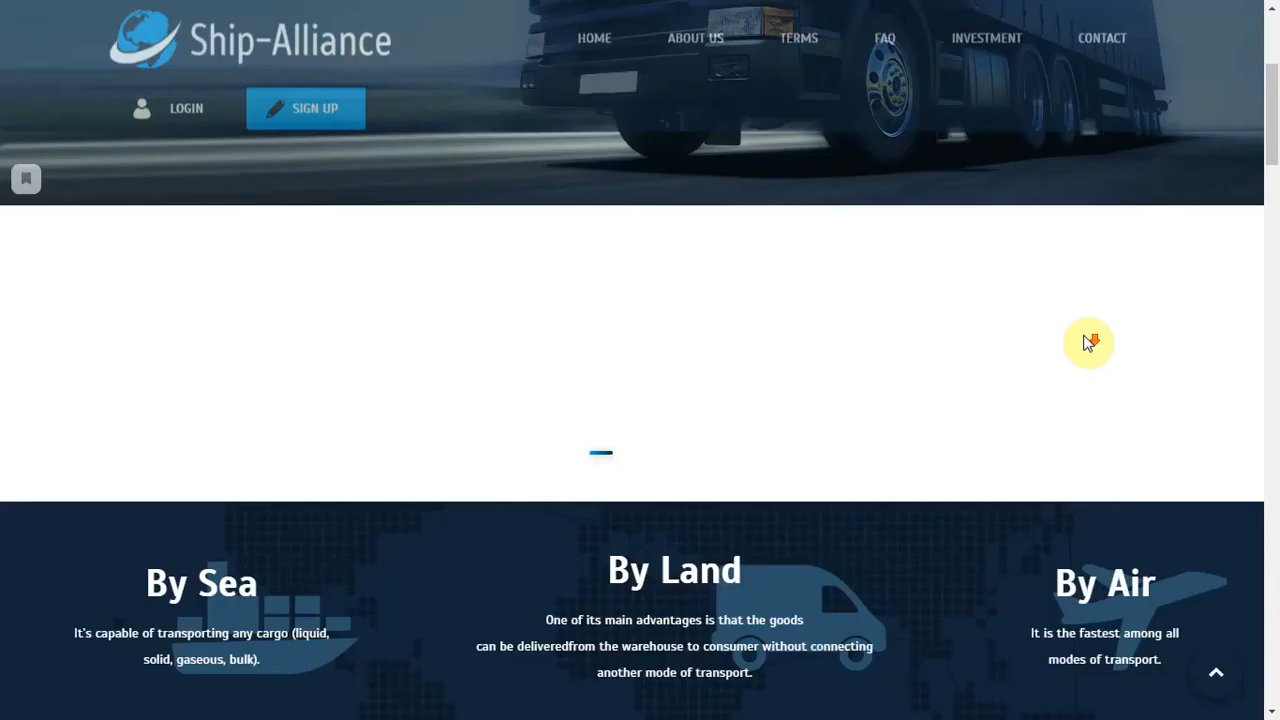 Ship-Alliance
HOME ABOUT US TERMS FAQ INVESTMENT CONTACT
LOGIN SIGN UP
By Sea
It's capable of transporting any cargo (liquid,
solid, gaseous, bulk).
By Land
One of its main advantages is that the goods
can be deliveredfrom the warehouse to consumer without connecting
another mode of transport.
By Air
It is the fastest among all
modes of transport.